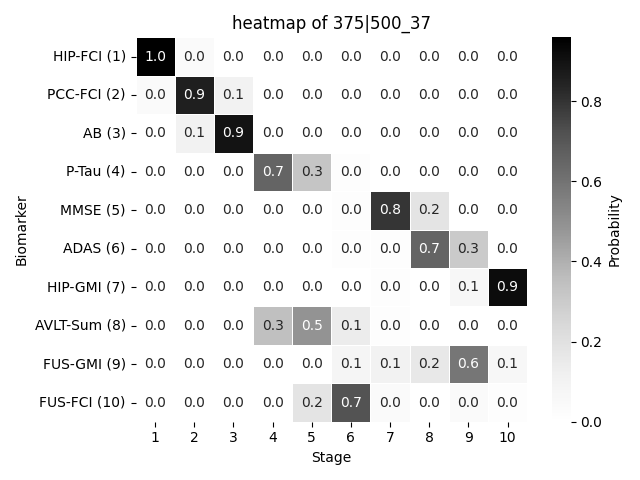 heatmap of 375|500_37
HIP-FCI (1) 1.0 0.0 0.0 0.0 0.0 0.0 0.0 0.0 0.0 0.0
PCC-FCI (2) 0.0 0.9 0.1 0.0 0.0 0.0 0.0 0.0 0.0 0.0
AB (3) 0.0 0.1 0.9 0.0 0.0 0.0 0.0 0.0 0.0 0.0
P-Tau (4) 0.0 0.0 0.0 0.7 0.3 0.0 0.0 0.0 0.0 0.0
MMSE (5) 0.0 0.0 0.0 0.0 0.0 0.0 0.8 0.2 0.0 0.0
ADAS (6) 0.0 0.0 0.0 0.0 0.0 0.0 0.0 0.7 0.3 0.0
HIP-GMI (7) 0.0 0.0 0.0 0.0 0.0 0.0 0.0 0.0 0.1 0.9
AVLT-Sum (8) 0.0 0.0 0.0 0.3 0.5 0.1 0.0 0.0 0.0 0.0
FUS-GMI (9) 0.0 0.0 0.0 0.0 0.0 0.1 0.1 0.2 0.6 0.1
FUS-FCI (10) 0.0 0.0 0.0 0.0 0.2 0.7 0.0 0.0 0.0 0.0
1 2 3 4 5 6 7 8 9 10
Stage
Biomarker
0.8
0.6
0.4
0.2
0.0
Probability